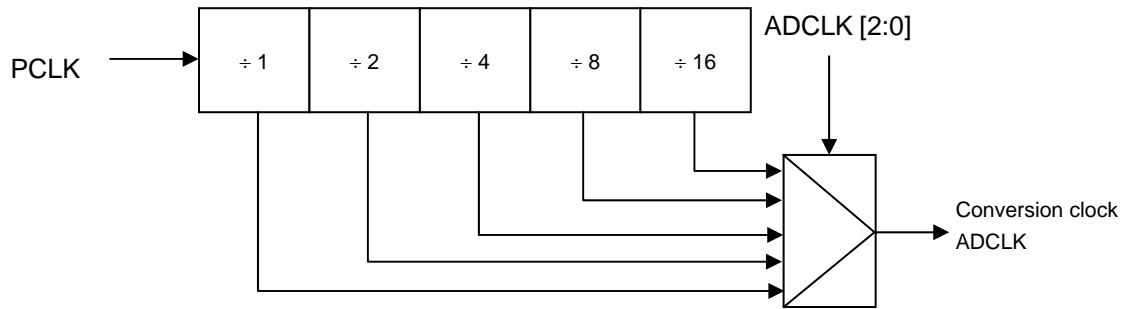 ADCLK [2:0]
PCLK
÷ 1
÷ 2
÷ 4
÷ 8
÷ 16
Conversion clock
ADCLK